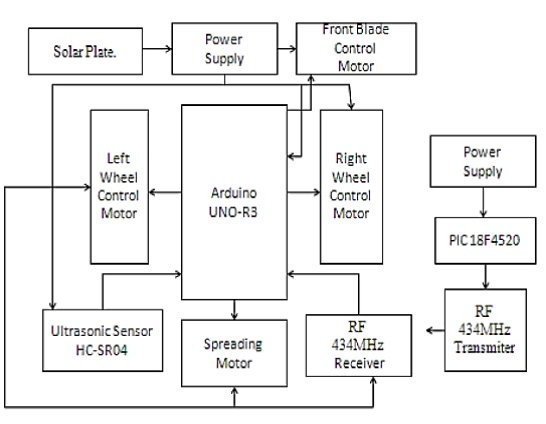 Solar Plate.
Power
Supply
Front Blade
Control
Motor
Left
Wheel
Control
Motor
Arduino
UNO-R3
Right
Wheel
Control
Motor
Power
Supply
PIC 18F4520
RF
434MHz
Transmiter
Ultrasonic Sensor
HC-SR04
Spreading
Motor
RF
434MHz
Receiver